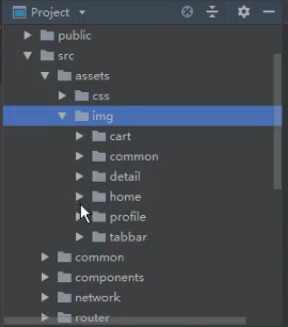 Project
public
src
assets
css
img
cart
common
detail
home
profile
tabbar
common
components
network
router